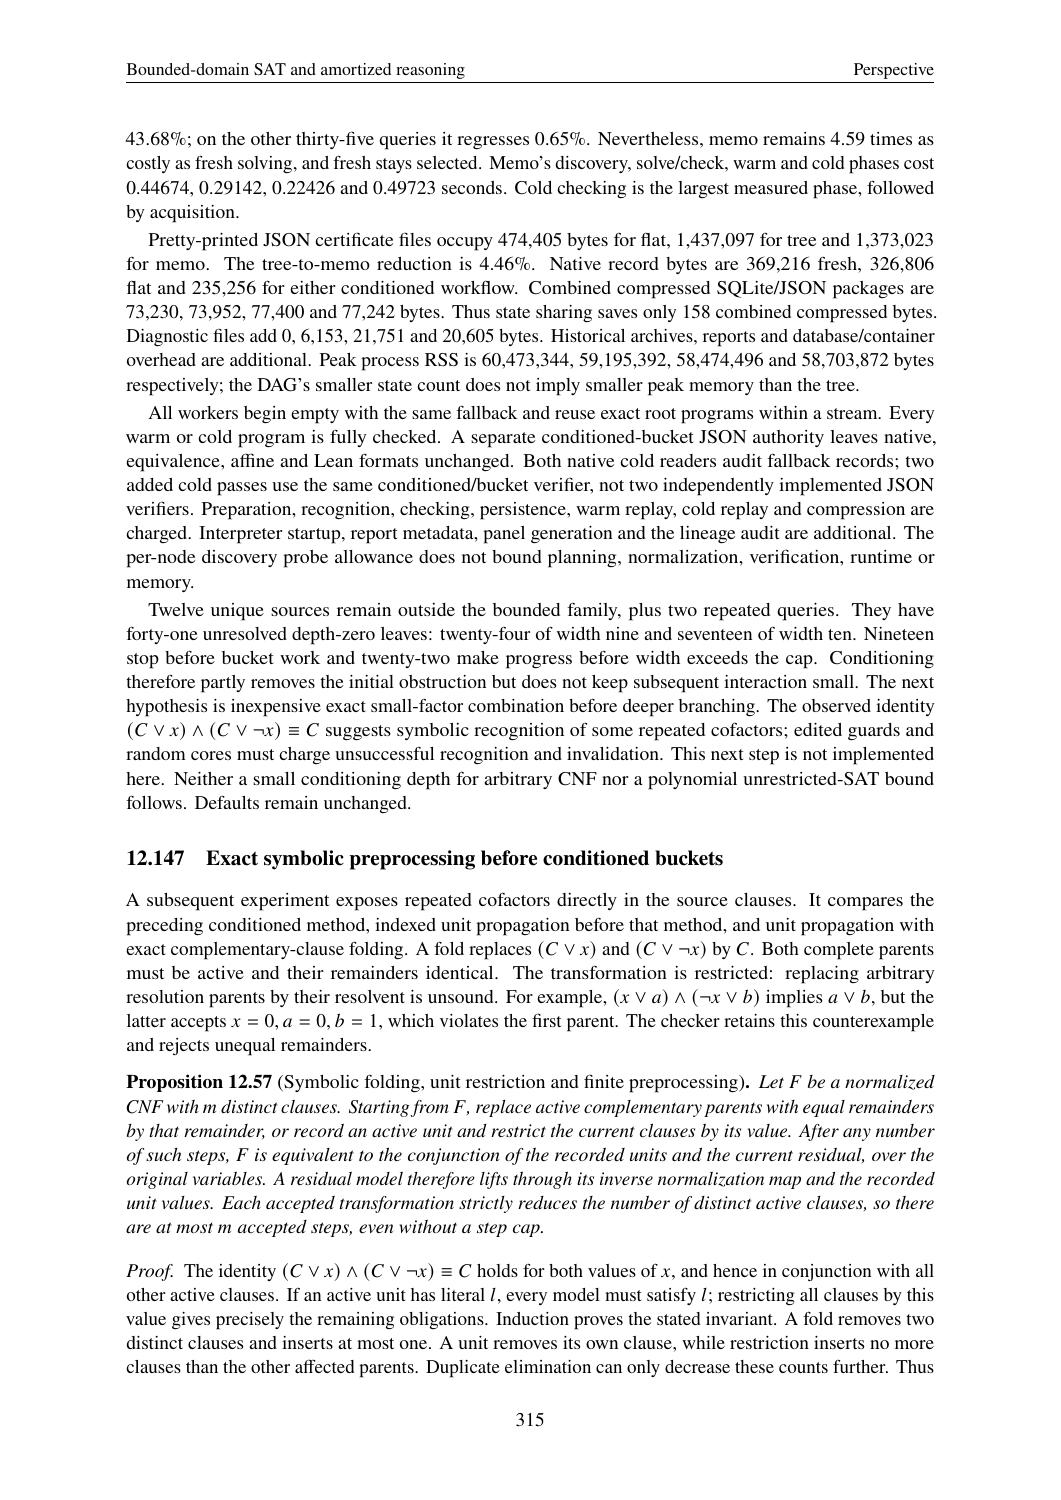 Bounded-domain SAT and amortized reasoning Perspective
43.68%; on the other thirty-five queries it regresses 0.65%. Nevertheless, memo remains 4.59 times as
costly as fresh solving, and fresh stays selected. Memo's discovery, solve/check, warm and cold phases cost
0.44674, 0.29142, 0.22426 and 0.49723 seconds. Cold checking is the largest measured phase, followed
by acquisition.
Pretty-printed JSON certificate files occupy 474,405 bytes for flat, 1,437,097 for tree and 1,373,023
for memo. The tree-to-memo reduction is 4.46%. Native record bytes are 369,216 fresh, 326,806
flat and 235,256 for either conditioned workflow. Combined compressed SQLite/JSON packages are
73,230, 73,952, 77,400 and 77,242 bytes. Thus state sharing saves only 158 combined compressed bytes.
Diagnostic files add 0, 6,153, 21,751 and 20,605 bytes. Historical archives, reports and database/container
overhead are additional. Peak process RSS is 60,473,344, 59,195,392, 58,474,496 and 58,703,872 bytes
respectively; the DAG's smaller state count does not imply smaller peak memory than the tree.
All workers begin empty with the same fallback and reuse exact root programs within a stream. Every
warm or cold program is fully checked. A separate conditioned-bucket JSON authority leaves native,
equivalence, affine and Lean formats unchanged. Both native cold readers audit fallback records; two
added cold passes use the same conditioned/bucket verifier, not two independently implemented JSON
verifiers. Preparation, recognition, checking, persistence, warm replay, cold replay and compression are
charged. Interpreter startup, report metadata, panel generation and the lineage audit are additional. The
per-node discovery probe allowance does not bound planning, normalization, verification, runtime or
memory.
Twelve unique sources remain outside the bounded family, plus two repeated queries. They have
forty-one unresolved depth-zero leaves: twenty-four of width nine and seventeen of width ten. Nineteen
stop before bucket work and twenty-two make progress before width exceeds the cap. Conditioning
therefore partly removes the initial obstruction but does not keep subsequent interaction small. The next
hypothesis is inexpensive exact small-factor combination before deeper branching. The observed identity
(C ∨ x) ∧ (C ∨ ¬x) ≡ C suggests symbolic recognition of some repeated cofactors; edited guards and
random cores must charge unsuccessful recognition and invalidation. This next step is not implemented
here. Neither a small conditioning depth for arbitrary CNF nor a polynomial unrestricted-SAT bound
follows. Defaults remain unchanged.
12.147 Exact symbolic preprocessing before conditioned buckets
A subsequent experiment exposes repeated cofactors directly in the source clauses. It compares the
preceding conditioned method, indexed unit propagation before that method, and unit propagation with
exact complementary-clause folding. A fold replaces (C ∨ x) and (C ∨ ¬x) by C. Both complete parents
must be active and their remainders identical. The transformation is restricted: replacing arbitrary
resolution parents by their resolvent is unsound. For example, (x ∨ a) ∧ (¬x ∨ b) implies a ∨ b, but the
latter accepts x = 0, a = 0, b = 1, which violates the first parent. The checker retains this counterexample
and rejects unequal remainders.
Proposition 12.57 (Symbolic folding, unit restriction and finite preprocessing). Let F be a normalized
CNF with m distinct clauses. Starting from F, replace active complementary parents with equal remainders
by that remainder, or record an active unit and restrict the current clauses by its value. After any number
of such steps, F is equivalent to the conjunction of the recorded units and the current residual, over the
original variables. A residual model therefore lifts through its inverse normalization map and the recorded
unit values. Each accepted transformation strictly reduces the number of distinct active clauses, so there
are at most m accepted steps, even without a step cap.
Proof. The identity (C ∨ x) ∧ (C ∨ ¬x) ≡ C holds for both values of x, and hence in conjunction with all
other active clauses. If an active unit has literal l, every model must satisfy l; restricting all clauses by this
value gives precisely the remaining obligations. Induction proves the stated invariant. A fold removes two
distinct clauses and inserts at most one. A unit removes its own clause, while restriction inserts no more
clauses than the other affected parents. Duplicate elimination can only decrease these counts further. Thus
315